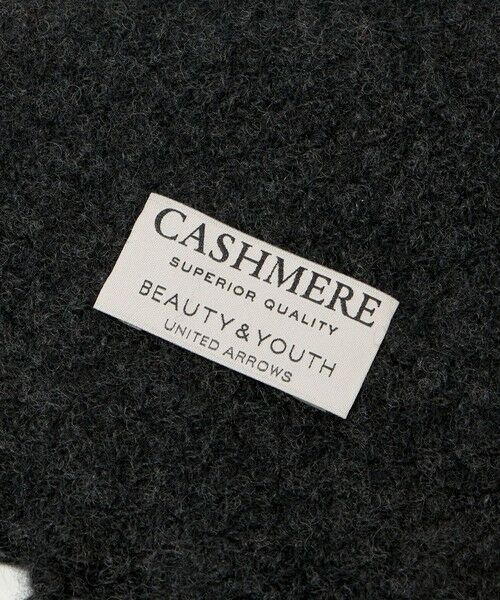 CASHMERE
SUPERIOR QUALITY
BEAUTY & YOUTH
UNITED ARROWS